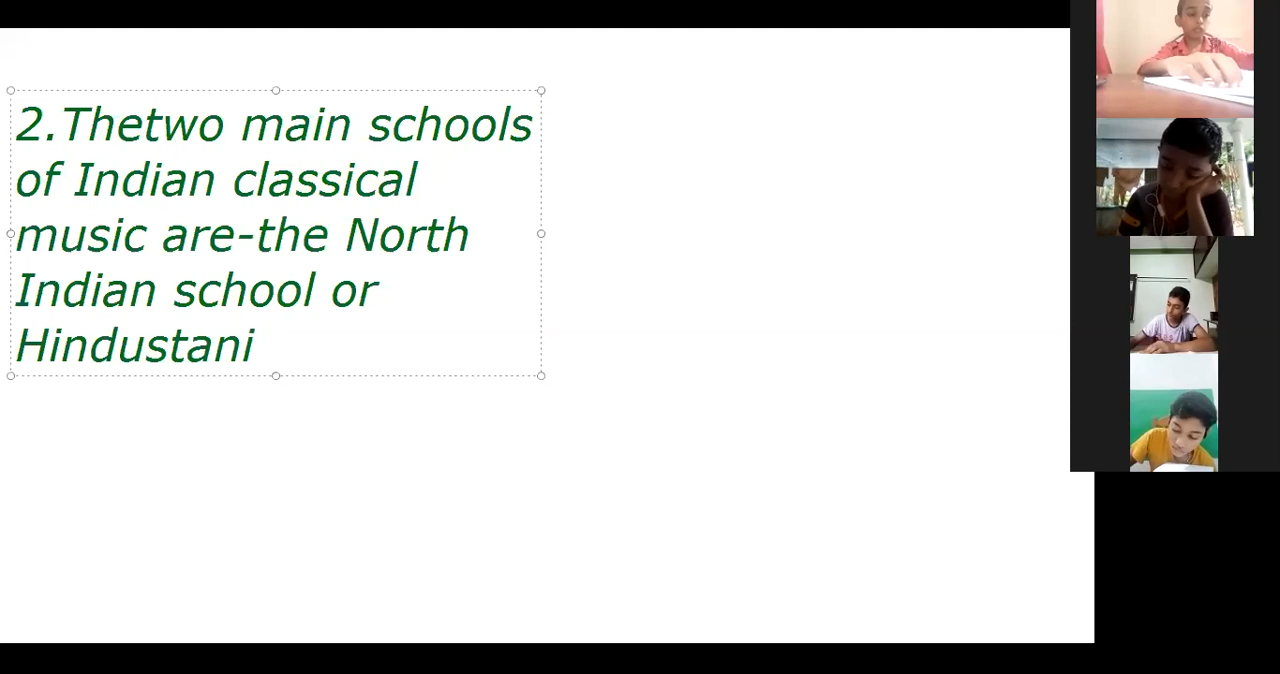 2.Thetwo main schools
of Indian classical
music are-the North
Indian school or
Hindustani